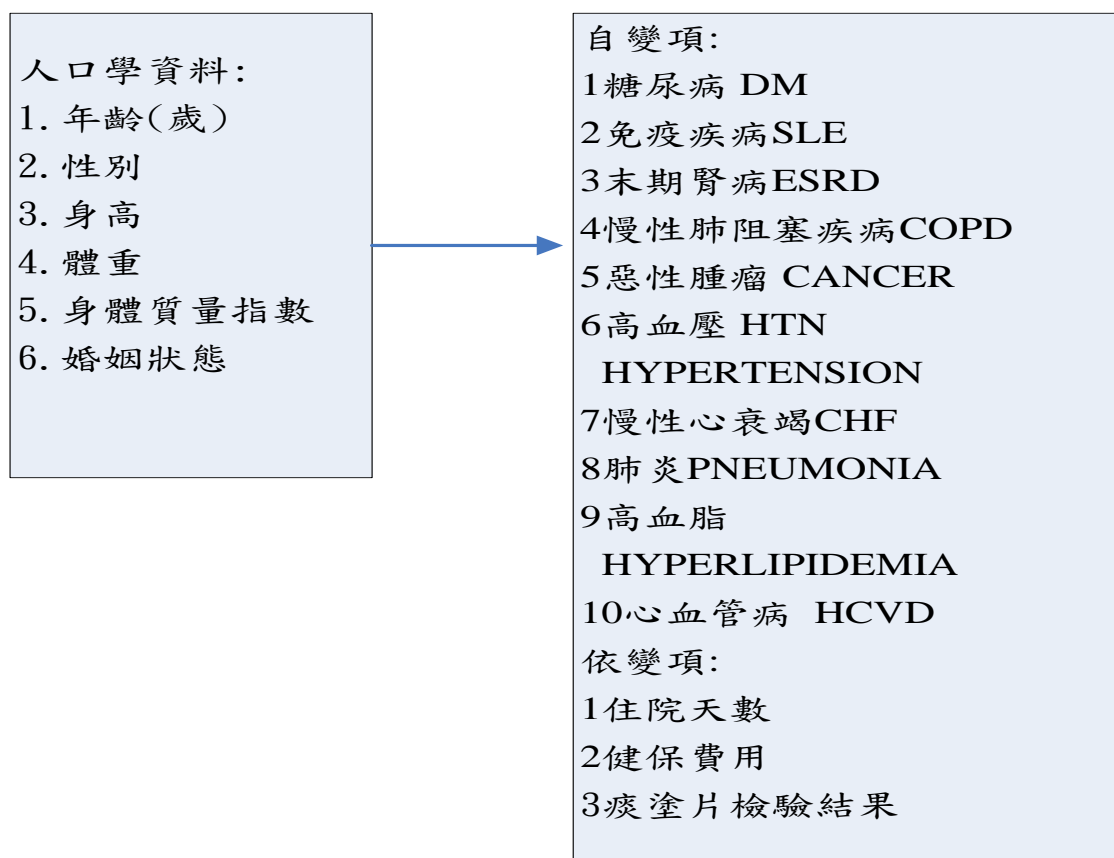 人口學資料:
1. 年齡(歲)
2. 性別
3. 身高
4. 體重
5. 身體質量指數
6. 婚姻狀態
自變項:
1糖尿病 DM
2免疫疾病SLE
3末期腎病ESRD
4慢性肺阻塞疾病COPD
5惡性腫瘤 CANCER
6高血壓 HTN
HYPERTENSION
7慢性心衰竭CHF
8肺炎PNEUMONIA
9高血脂
HYPERLIPIDEMIA
10心血管病 HCVD
依變項:
1住院天數
2健保費用
3痰塗片檢驗結果